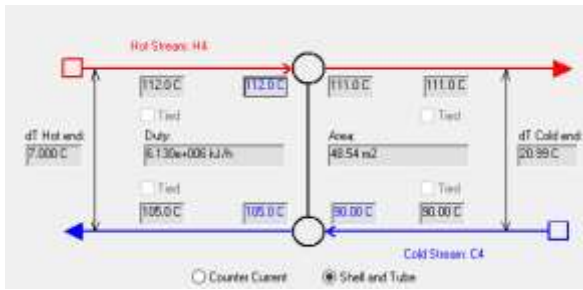 Hot Stream: H4
112.0 C 112.0 C 111.0 C 111.0 C
Tied Tied
dT Hot end: Duty: Area: dT Cold end:
7.000 C 6.130e+006 kJ/h 48.54 m2 20.99 C
Tied Tied
105.0 C 105.0 C 90.00 C 90.00 C
Cold Stream: C4
Counter Current Shell and Tube